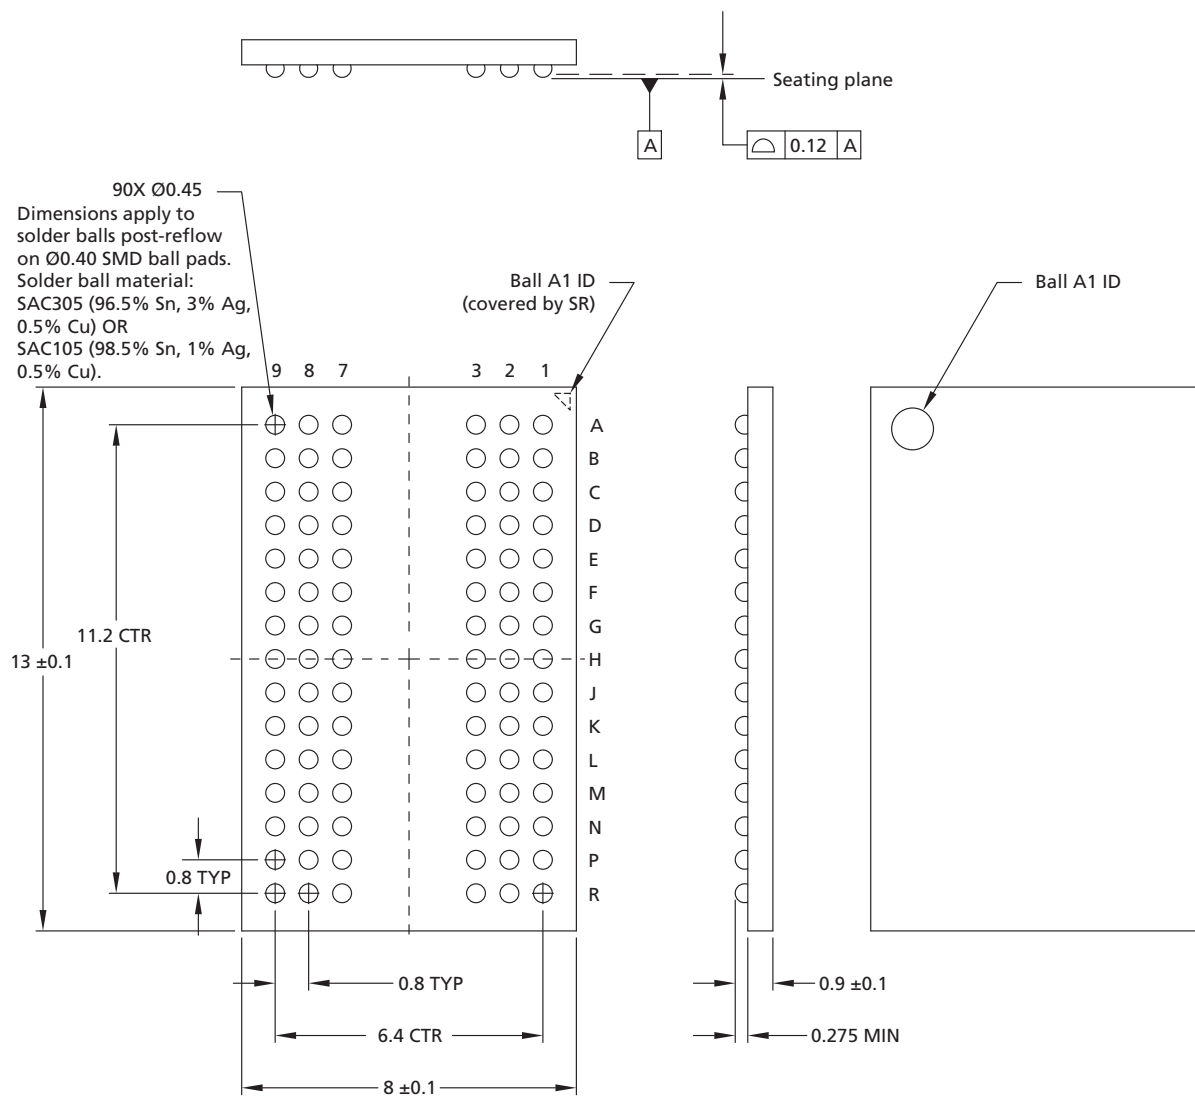 Seating plane
A
0.12 A
90X Ø0.45
Dimensions apply to
solder balls post-reflow
on Ø0.40 SMD ball pads.
Solder ball material:
SAC305 (96.5% Sn, 3% Ag,
0.5% Cu) OR
SAC105 (98.5% Sn, 1% Ag,
0.5% Cu).
Ball A1 ID
(covered by SR)
Ball A1 ID
9 8 7 3 2 1
A
B
C
D
E
F
G
11.2 CTR
13 ±0.1
H
J
K
L
M
N
P
0.8 TYP
R
0.8 TYP
0.9 ±0.1
6.4 CTR
0.275 MIN
8 ±0.1